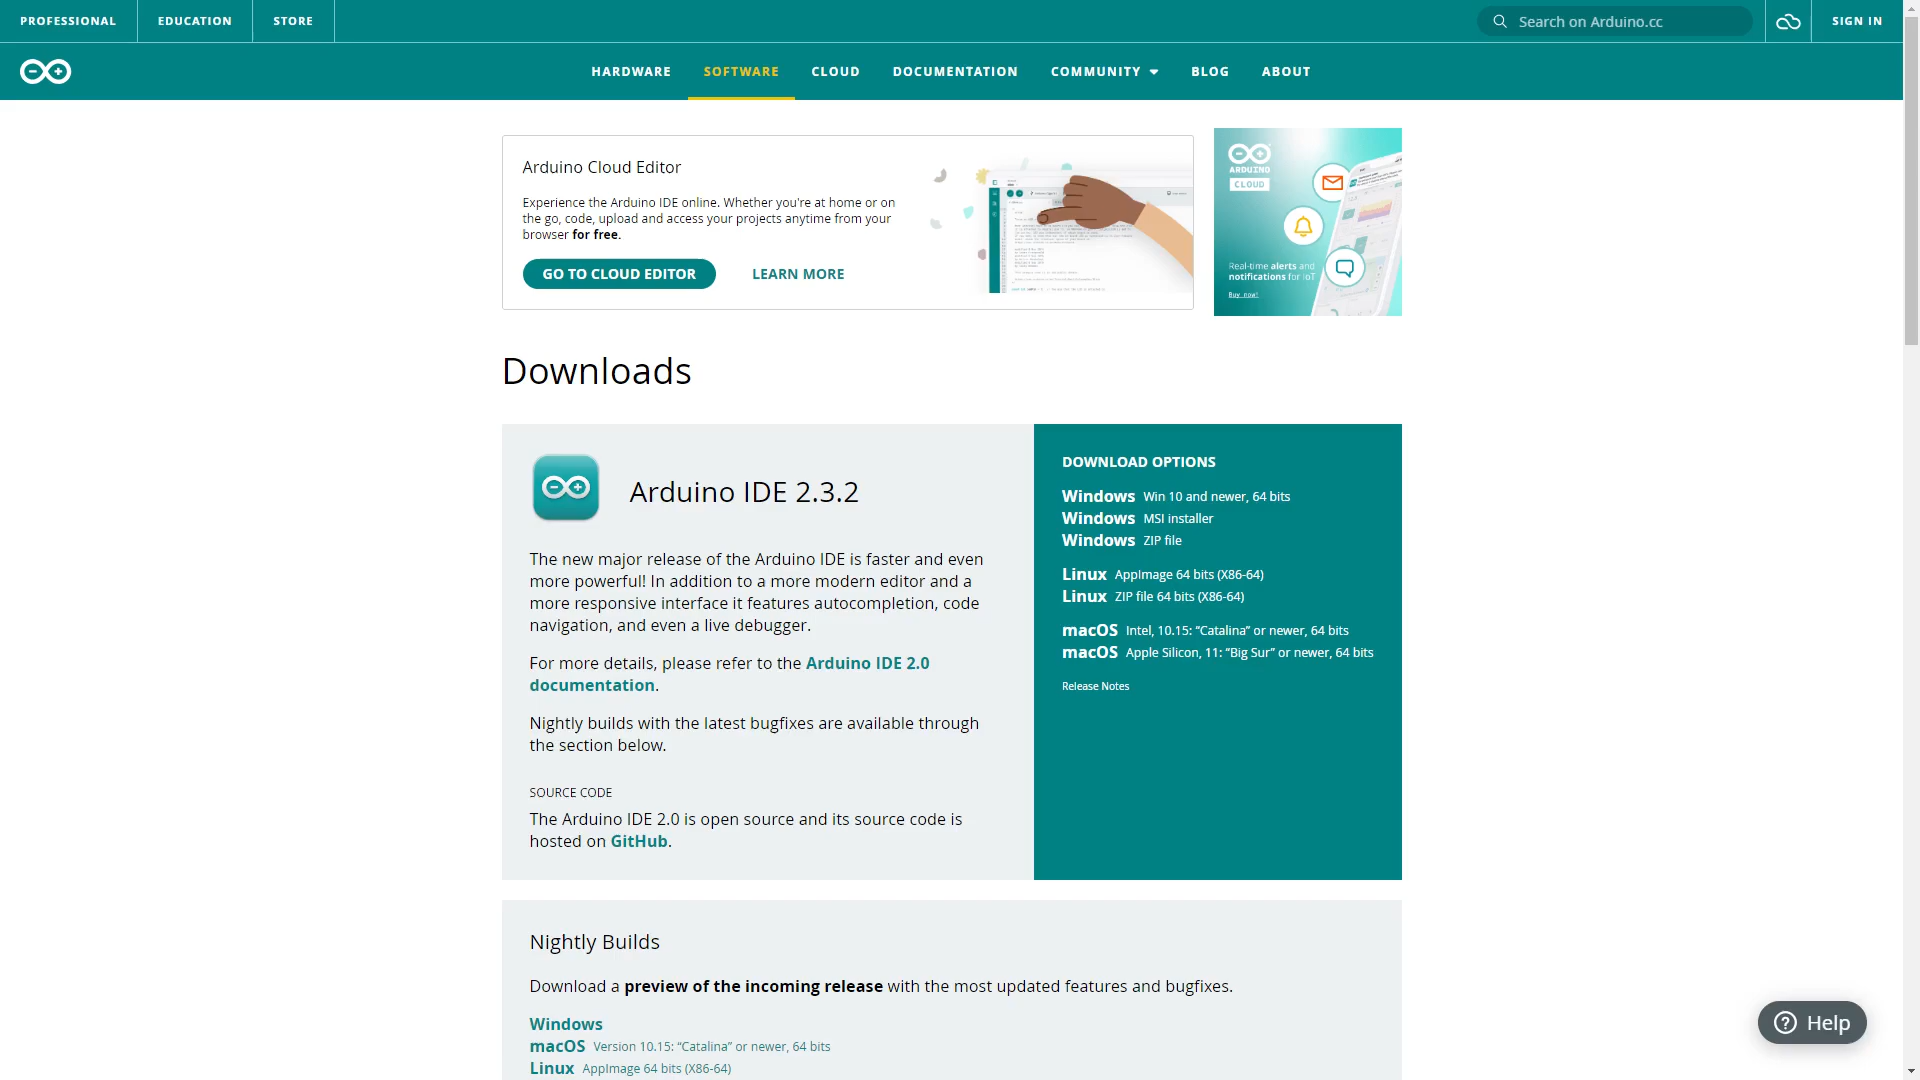 PROFESSIONAL
EDUCATION
STORE
Search on Arduino.cc
SIGN IN
HARDWARE
SOFTWARE
CLOUD
DOCUMENTATION
COMMUNITY
BLOG
ABOUT
Arduino Cloud Editor
Experience the Arduino IDE online. Whether you're at home or on
the go, code, upload and access your projects anytime from your
browser for free.
GO TO CLOUD EDITOR
LEARN MORE
ARDUINO
CLOUD
Real-time alerts and
notifications for IoT
Buy now!
Downloads
Arduino IDE 2.3.2
The new major release of the Arduino IDE is faster and even
more powerful! In addition to a more modern editor and a
more responsive interface it features autocompletion, code
navigation, and even a live debugger.
For more details, please refer to the Arduino IDE 2.0
documentation.
Nightly builds with the latest bugfixes are available through
the section below.
SOURCE CODE
The Arduino IDE 2.0 is open source and its source code is
hosted on GitHub.
DOWNLOAD OPTIONS
Windows Win 10 and newer, 64 bits
Windows MSI installer
Windows ZIP file
Linux AppImage 64 bits (X86-64)
Linux ZIP file 64 bits (X86-64)
macOS Intel, 10.15: “Catalina” or newer, 64 bits
macOS Apple Silicon, 11: “Big Sur” or newer, 64 bits
Release Notes
Nightly Builds
Download a preview of the incoming release with the most updated features and bugfixes.
Windows
macOS Version 10.15: “Catalina” or newer, 64 bits
Linux AppImage 64 bits (X86-64)
Help